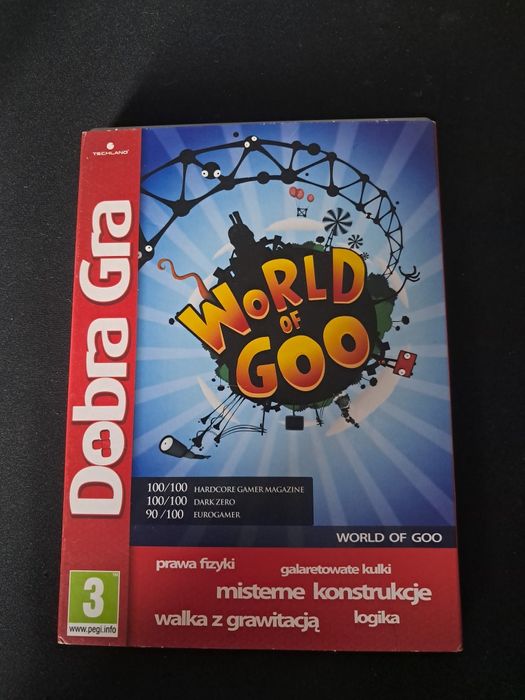 TECHLAND
Dobra Gra
WORLD
OF
GOO
100/100 HARDCORE GAMER MAGAZINE
100/100 DARK ZERO
90/100 EUROGAMER
WORLD OF GOO
prawa fizyki
galaretowate kulki
misterne konstrukcje
walka z grawitacją
logika
3
www.pegi.info